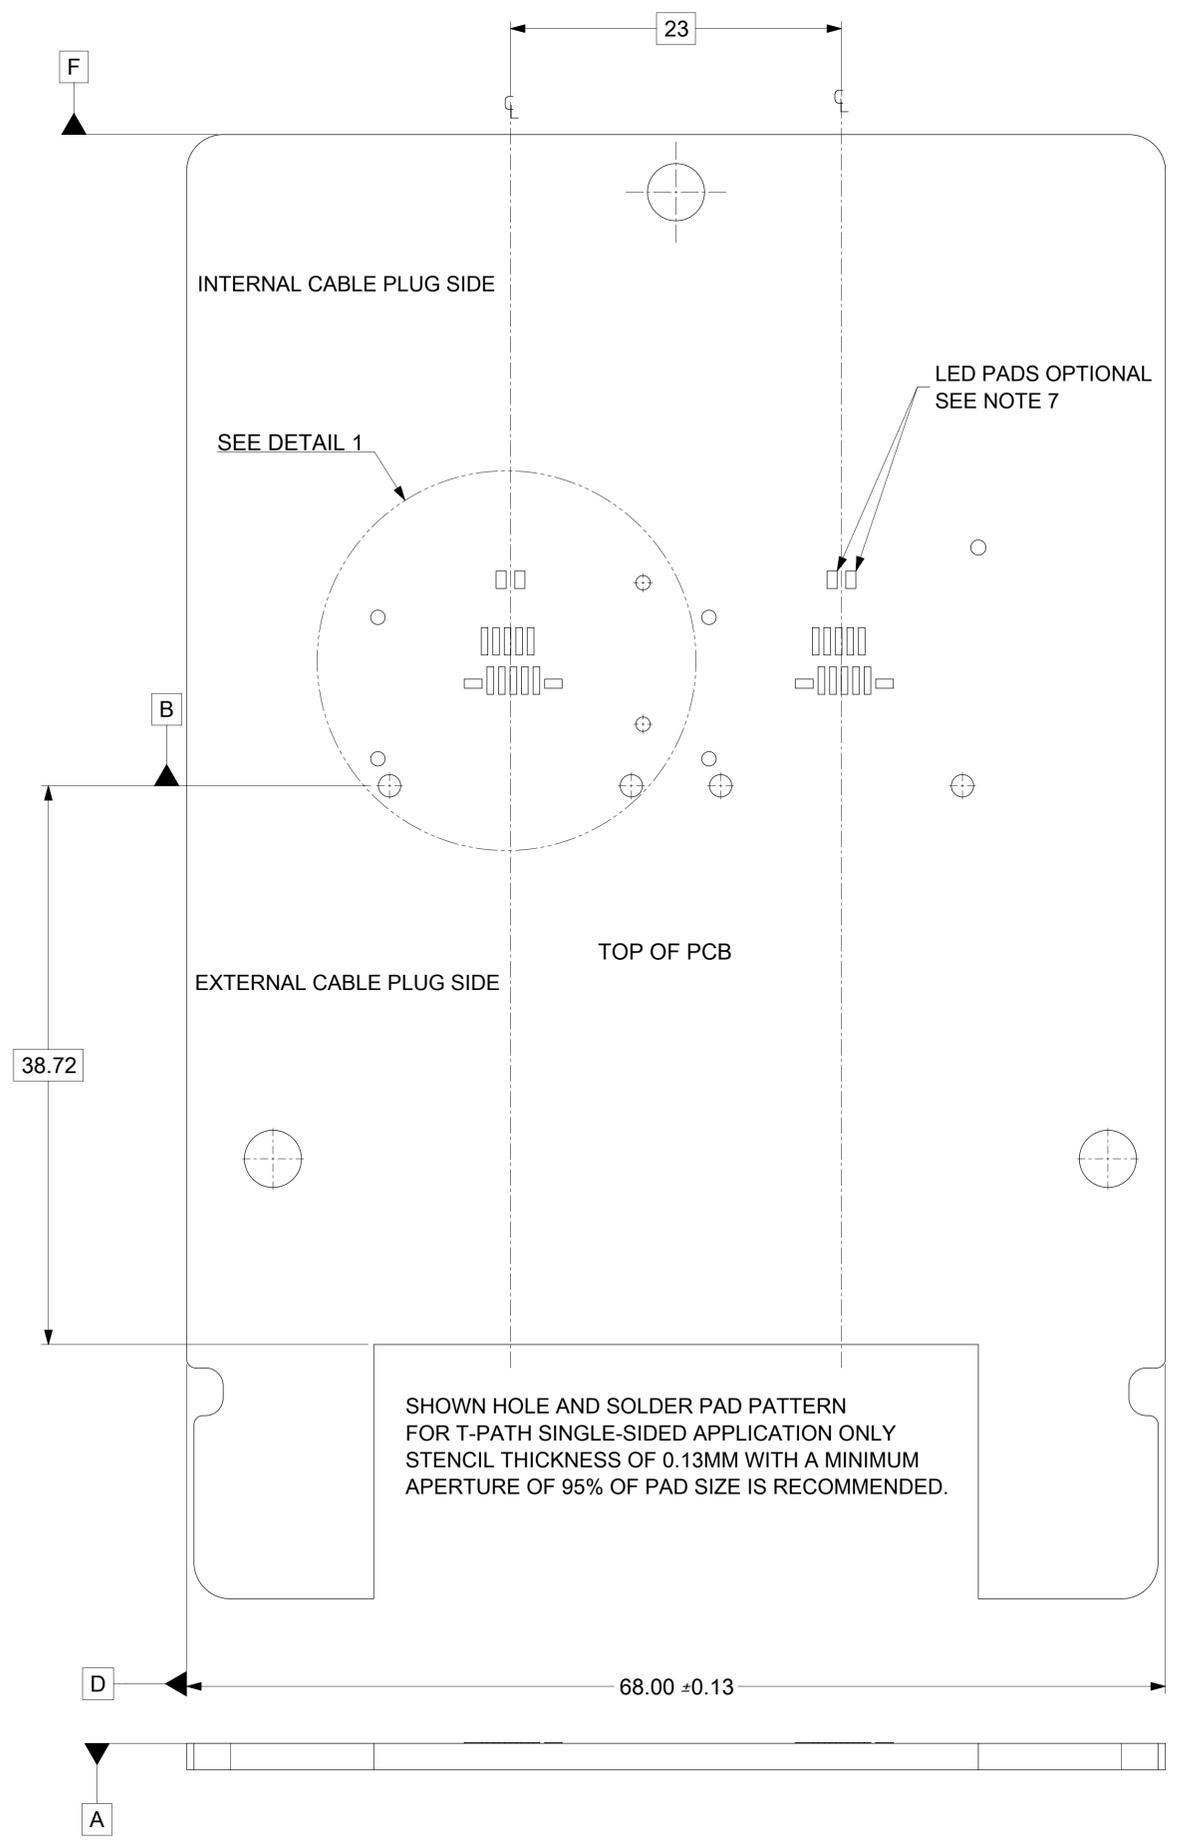 23
F
℄
℄
INTERNAL CABLE PLUG SIDE
LED PADS OPTIONAL
SEE NOTE 7
SEE DETAIL 1
B
TOP OF PCB
EXTERNAL CABLE PLUG SIDE
38.72
SHOWN HOLE AND SOLDER PAD PATTERN
FOR T-PATH SINGLE-SIDED APPLICATION ONLY
STENCIL THICKNESS OF 0.13MM WITH A MINIMUM
APERTURE OF 95% OF PAD SIZE IS RECOMMENDED.
D
68.00 ±0.13
A